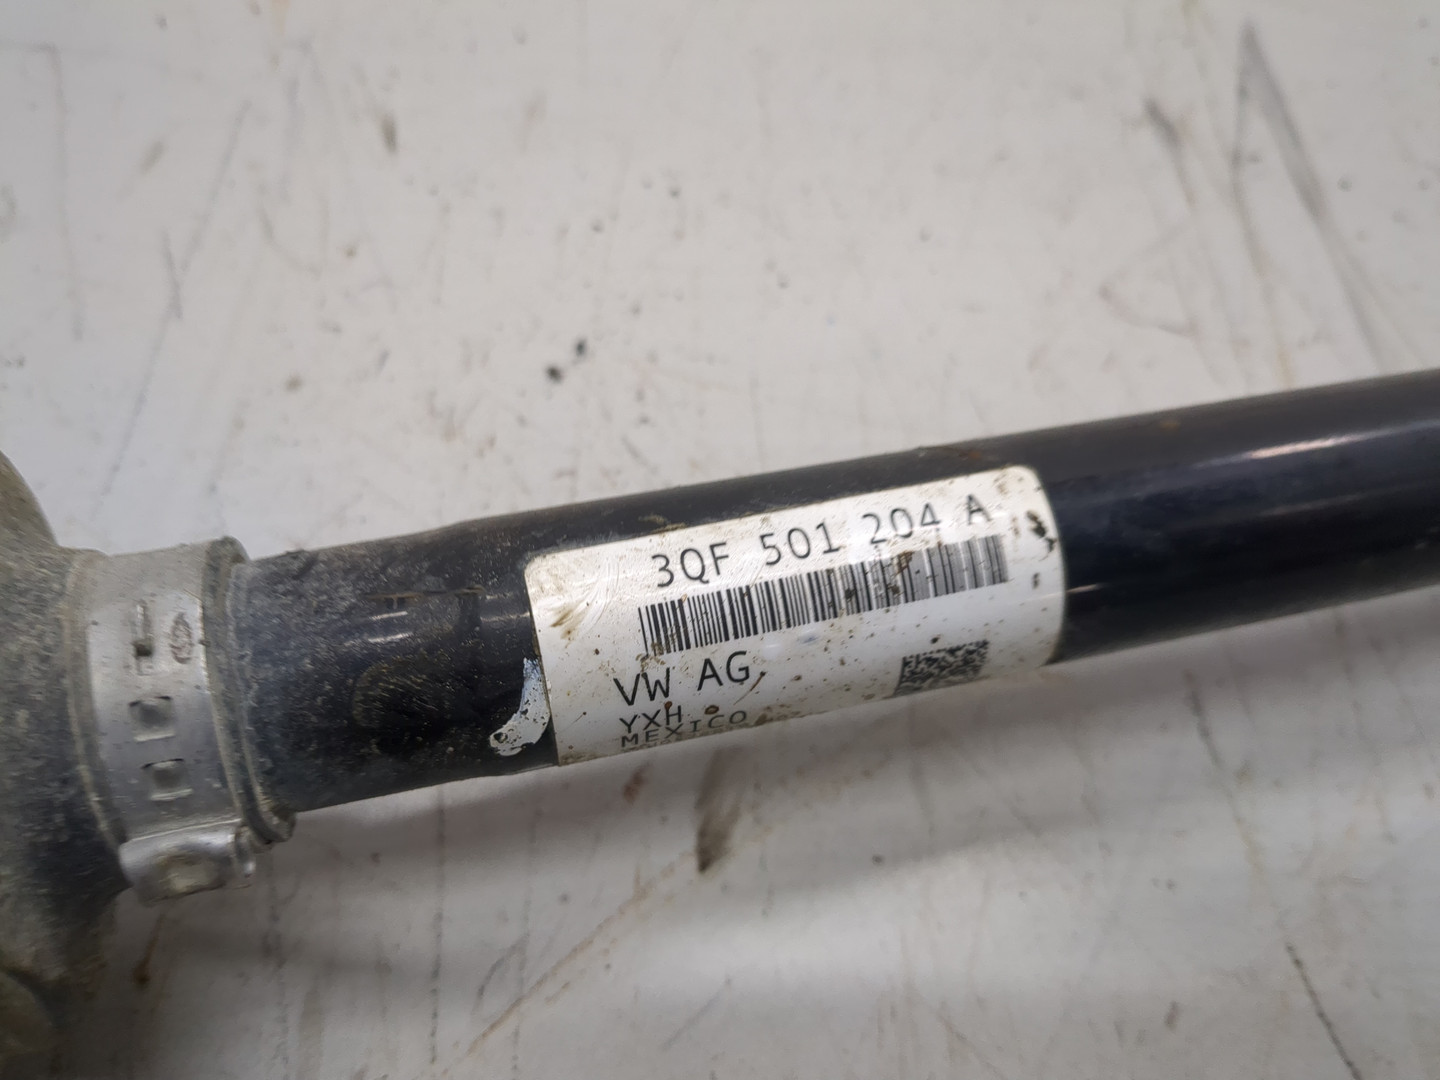 3QF 501 204 A
VW AG
YXH
MEXICO